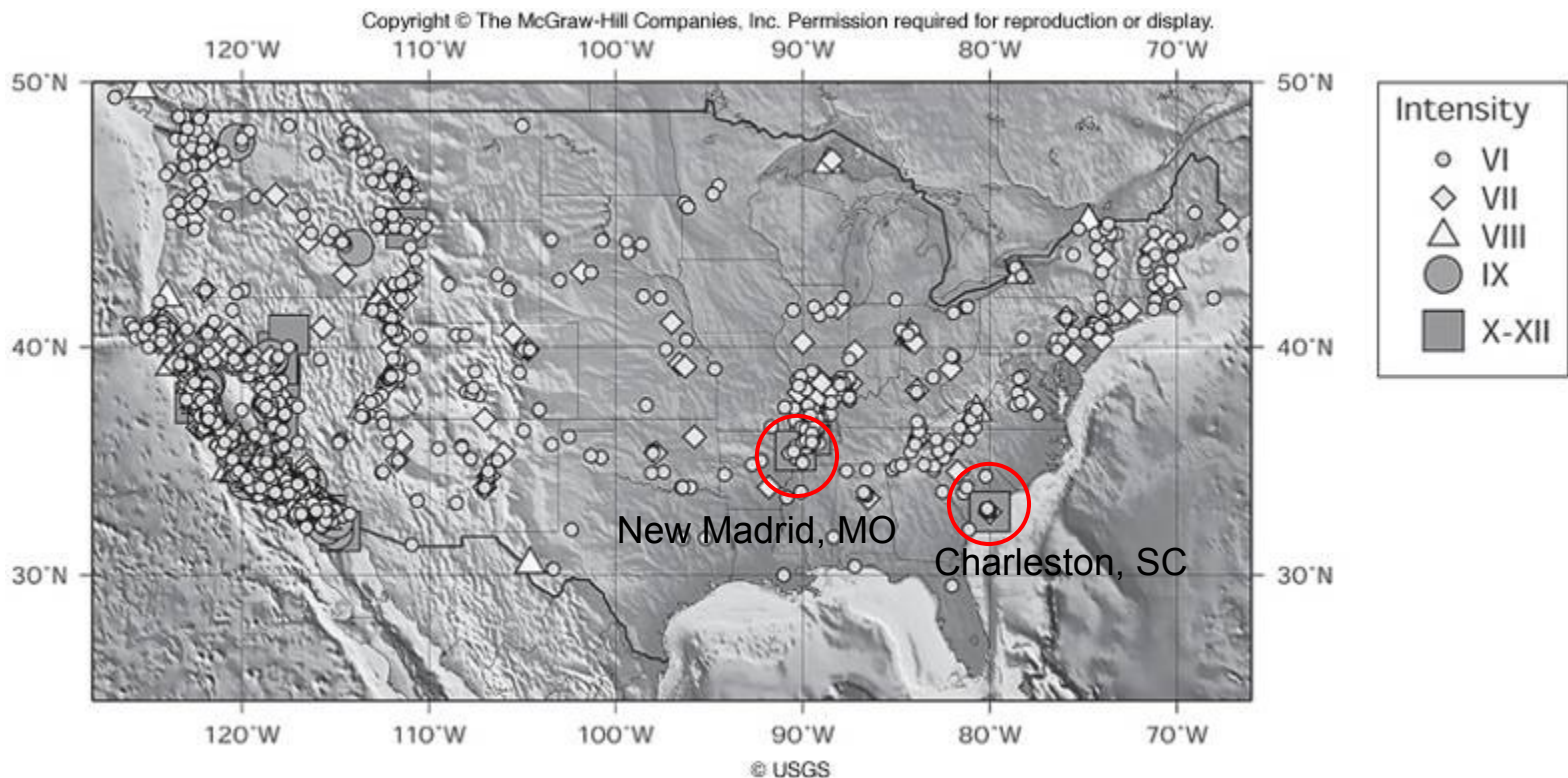 Copyright © The McGraw-Hill Companies, Inc. Permission required for reproduction or display.
120˚W 110˚W 100˚W 90˚W 80˚W 70˚W
50˚N 50˚N
Intensity
VI
VII
VIII
IX
X-XII
40˚N 40˚N
New Madrid, MO
Charleston, SC
30˚N 30˚N
120˚W 110˚W 100˚W 90˚W 80˚W 70˚W
© USGS